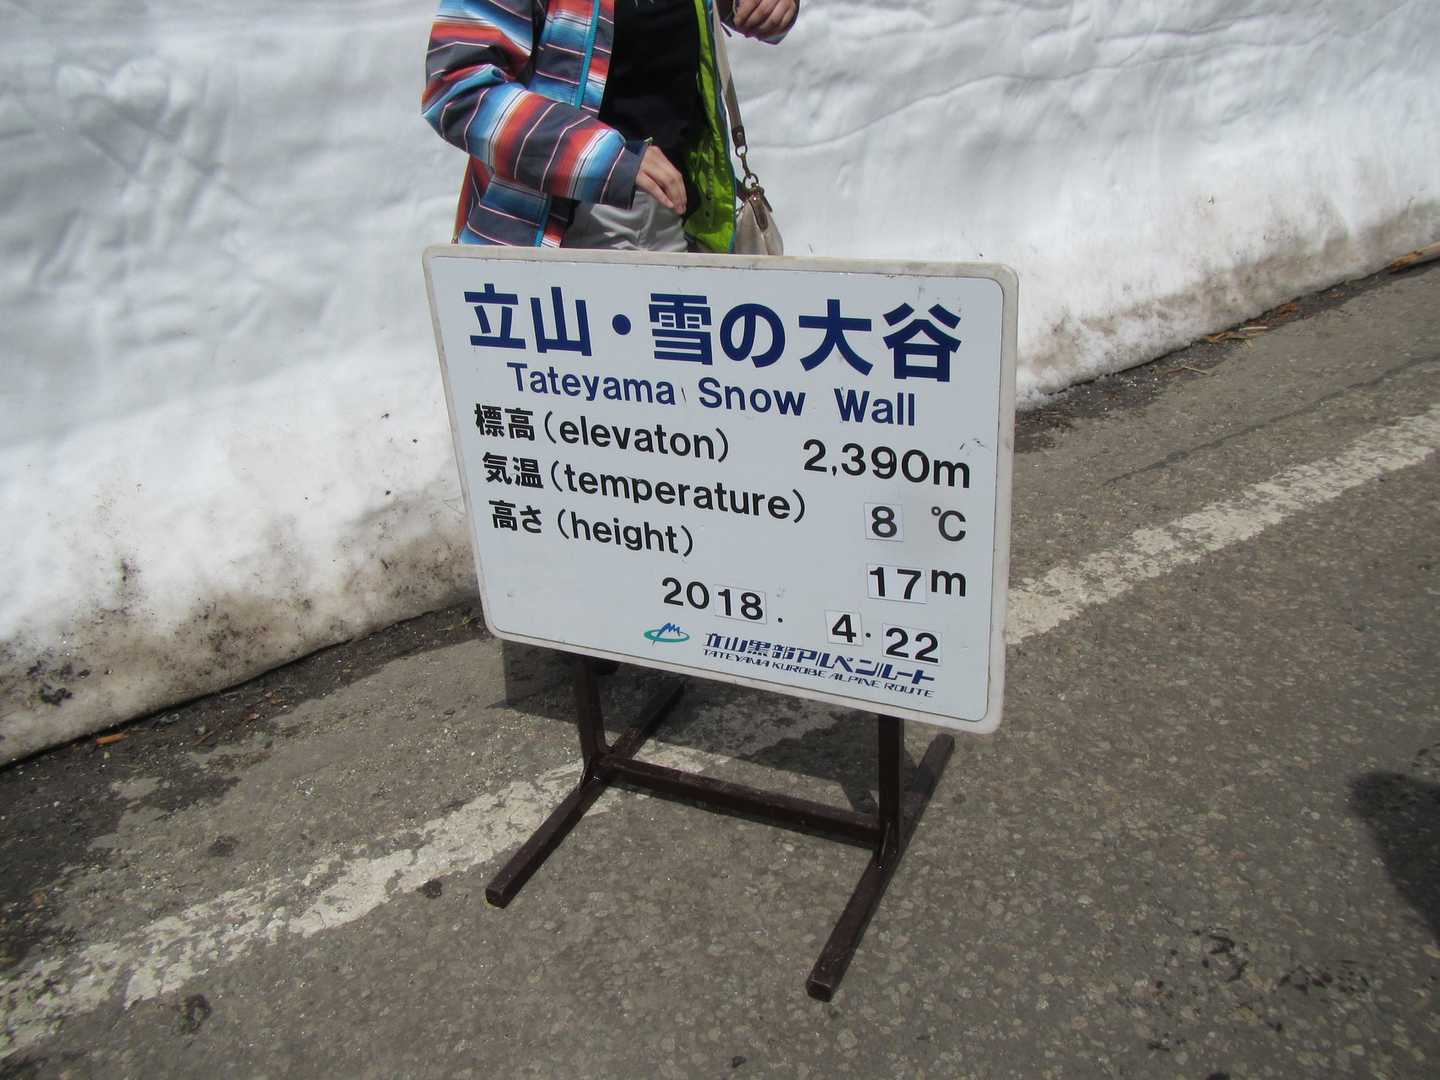 立山・雪の大谷
Tateyama Snow Wall
標高(elevaton) 2,390m
気温(temperature) 8 ℃
高さ(height) 17m
2018. 4.22
立山黒部アルペンルート
TATEYAMA KUROBE ALPINE ROUTE